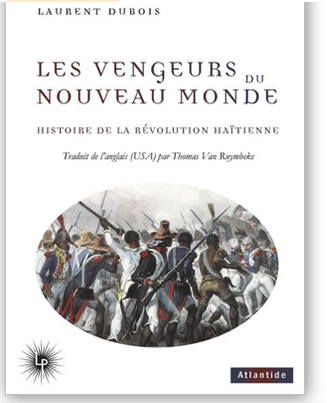 LAURENT DUBOIS
LES VENGEURS DU
NOUVEAU MONDE
HISTOIRE DE LA RÉVOLUTION HAÏTIENNE
Traduit de l'anglais (USA) par Thomas Van Ruymbeke
LP
Atlantide